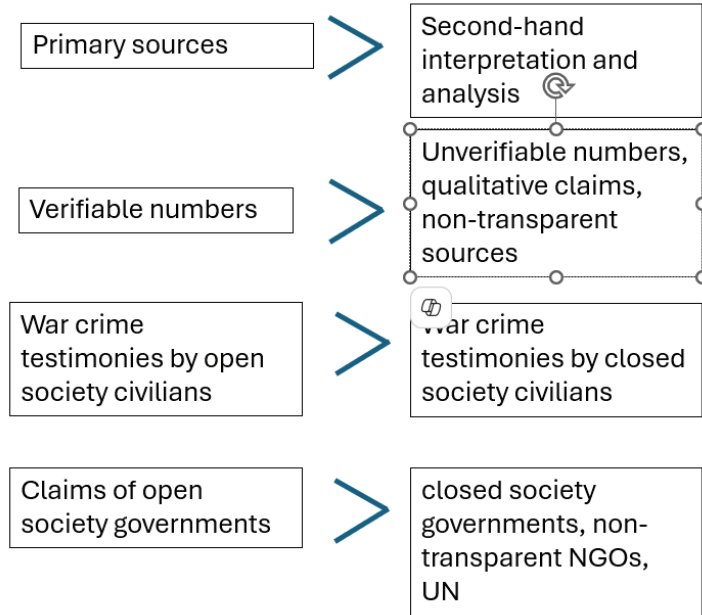 Primary sources
Second-hand
interpretation and
analysis
Verifiable numbers
Unverifiable numbers,
qualitative claims,
non-transparent
sources
War crime
testimonies by open
society civilians
War crime
testimonies by closed
society civilians
Claims of open
society governments
closed society
governments, non-
transparent NGOs,
UN